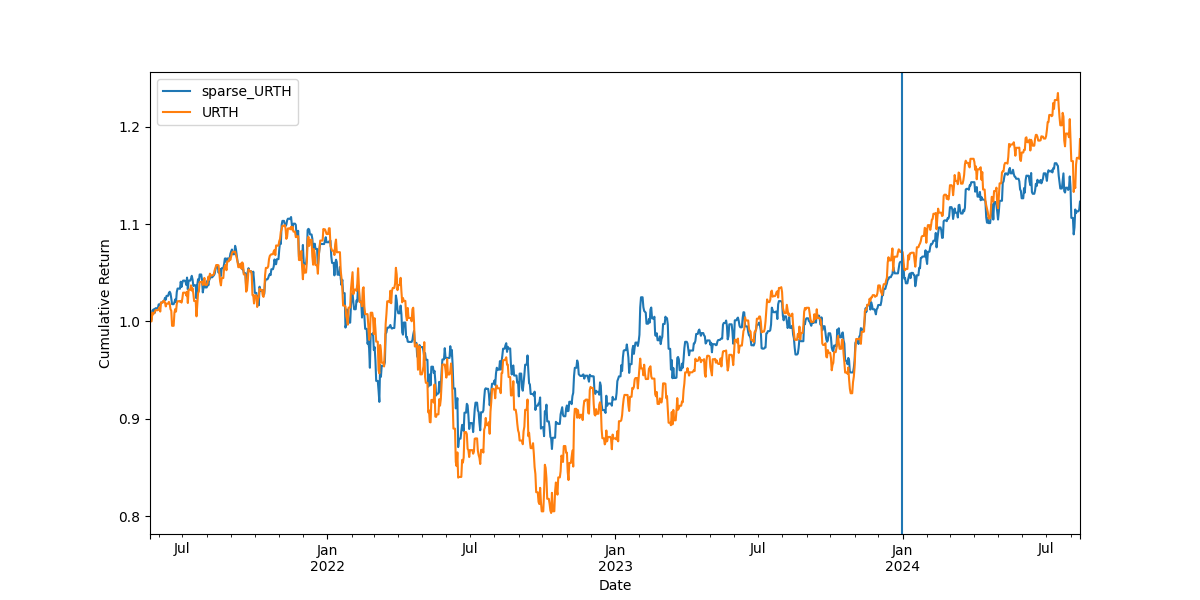 sparse_URTH
URTH
Cumulative Return
1.2
1.1
1.0
0.9
0.8
Jul
Jan
2022
Jul
Jan
2023
Jul
Jan
2024
Jul
Date